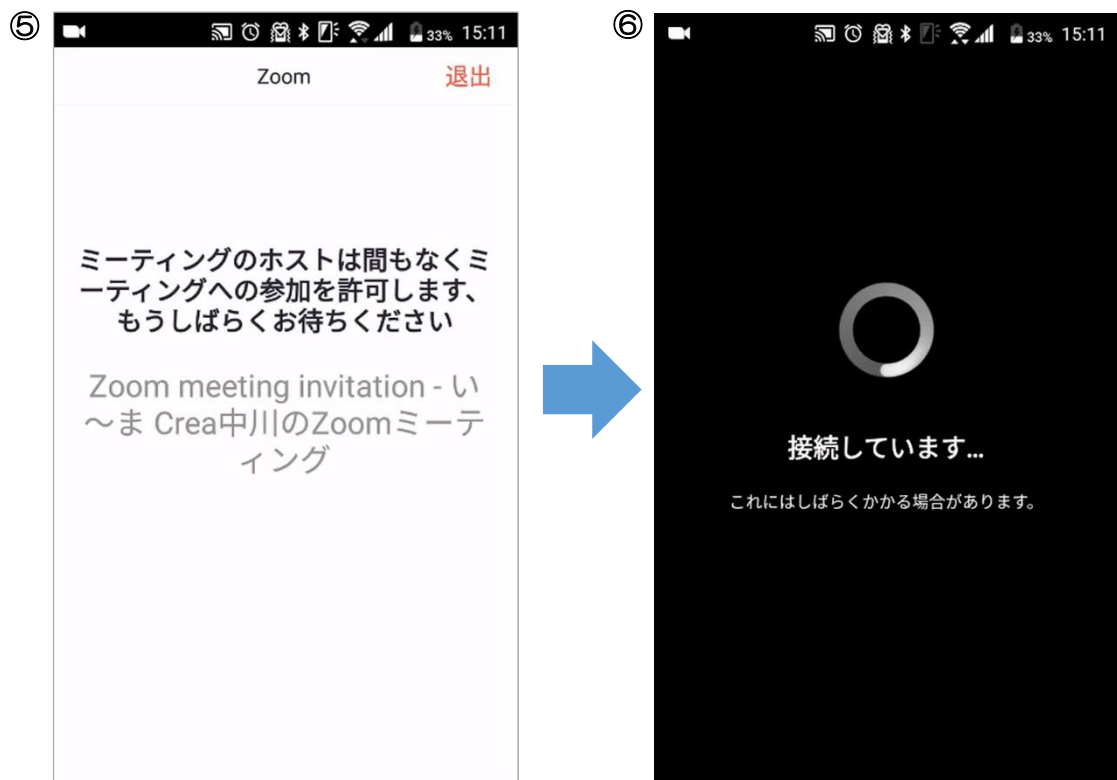 ⑤
33% 15:11
Zoom
退出
ミーティングのホストは間もなくミ
ーティングへの参加を許可します、
もうしばらくお待ちください
Zoom meeting invitation - い
～ま Crea中川のZoomミーテ
ィング
⑥
33% 15:11
接続しています...
これにはしばらくかかる場合があります。